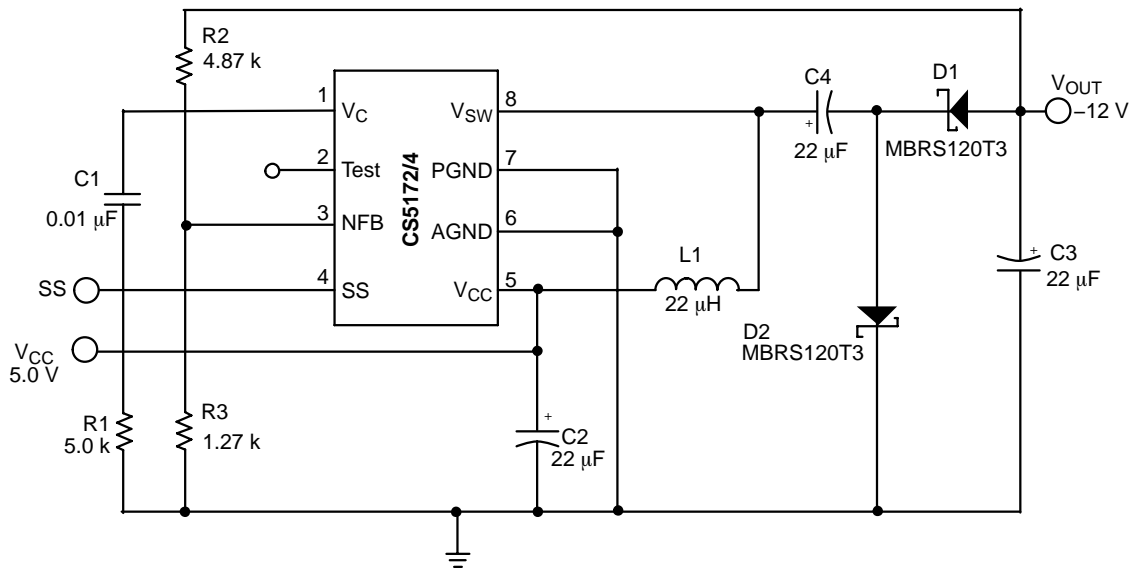 R2
4.87 k
C4
22 μF
+
D1
MBRS120T3
VOUT
−12 V
1
VC
VSW
8
2
Test
PGND
7
3
NFB
AGND
6
4
SS
VCC
5
CS5172/4
C1
0.01 μF
SS
L1
22 μH
C3
22 μF
+
D2
MBRS120T3
VCC
5.0 V
R1
5.0 k
R3
1.27 k
C2
22 μF
+